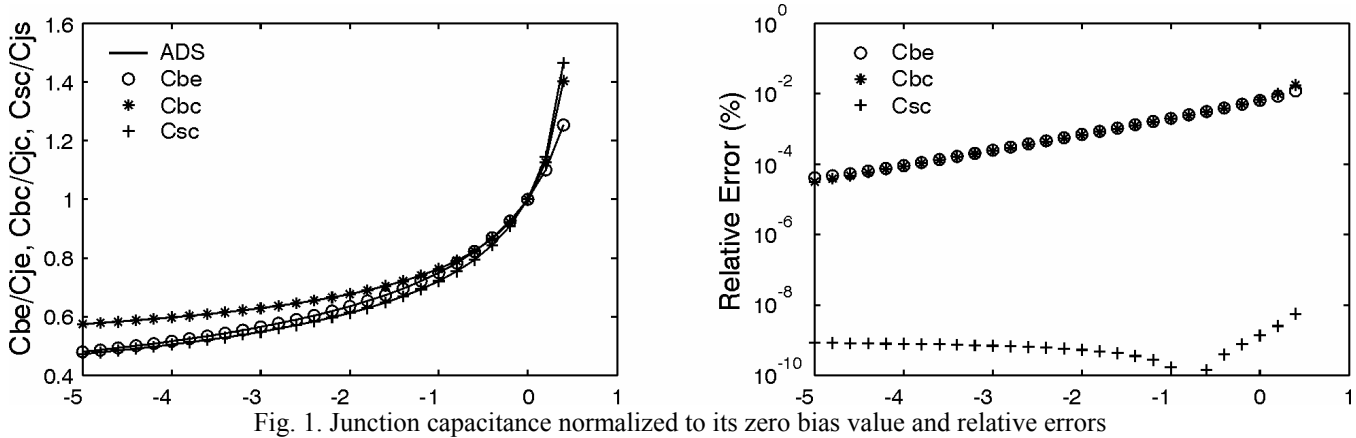 Cbe/Cje, Cbc/Cjc, Csc/Cjs
1.6
1.4
1.2
1
0.8
0.6
0.4
-5
-4
-3
-2
-1
0
1
ADS
Cbe
Cbc
Csc
Relative Error (%)
10^0
10^-2
10^-4
10^-6
10^-8
10^-10
-5
-4
-3
-2
-1
0
1
Cbe
Cbc
Csc
Fig. 1. Junction capacitance normalized to its zero bias value and relative errors